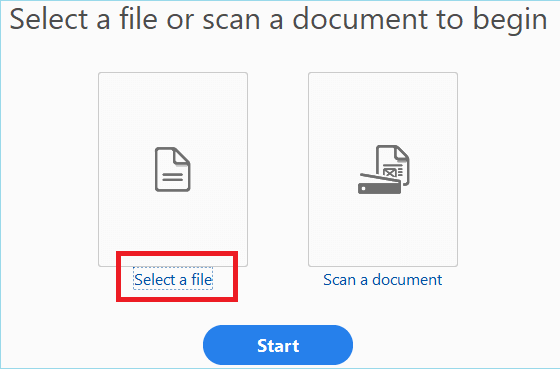 Select a file or scan a document to begin
Select a file
Scan a document
Start